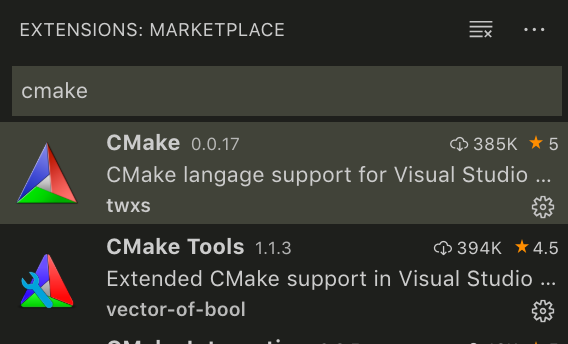 EXTENSIONS: MARKETPLACE
cmake
CMake 0.0.17 385K ★ 5
CMake langage support for Visual Studio ...
twxs
CMake Tools 1.1.3 394K ★ 4.5
Extended CMake support in Visual Studio ...
vector-of-bool